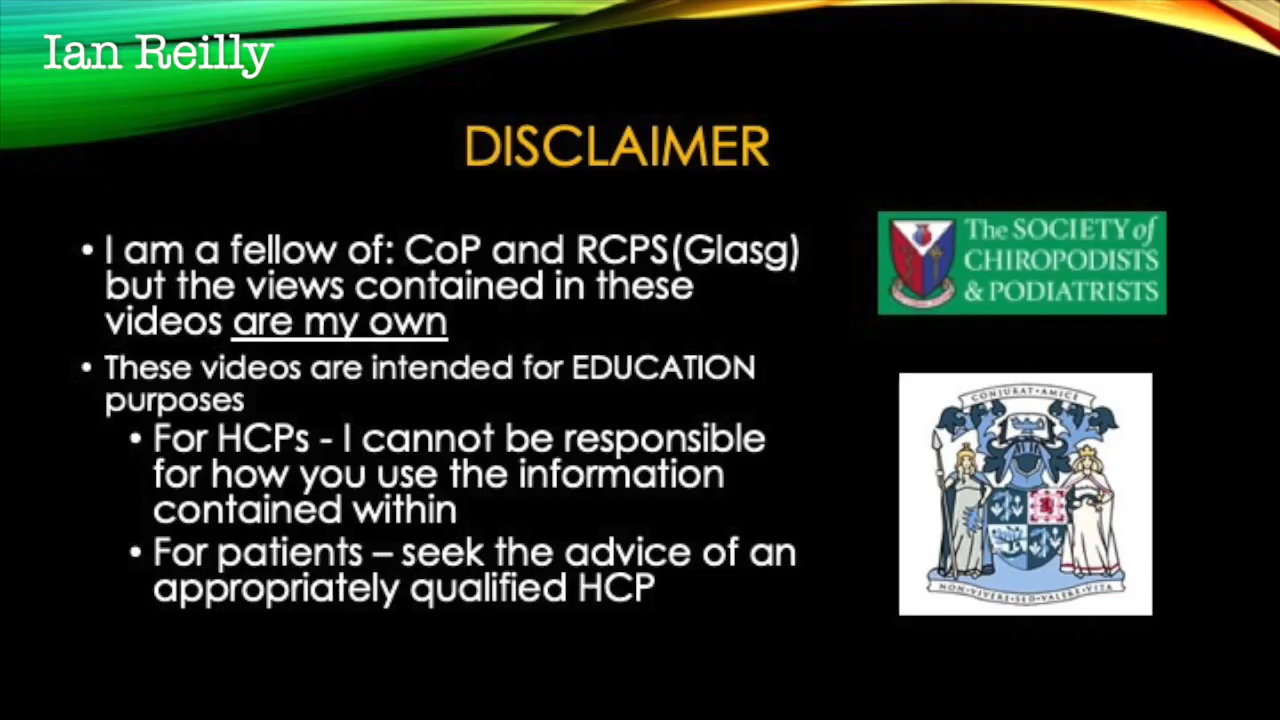 Ian Reilly
DISCLAIMER
• I am a fellow of: CoP and RCPS(Glasg)
but the views contained in these
videos are my own
• These videos are intended for EDUCATION
purposes
• For HCPs - I cannot be responsible
for how you use the information
contained within
• For patients – seek the advice of an
appropriately qualified HCP
The SOCIETY of
CHIROPODISTS
& PODIATRISTS
CONJURAT·AMICE
NON·VIVERE·SED·VALERE·VITA